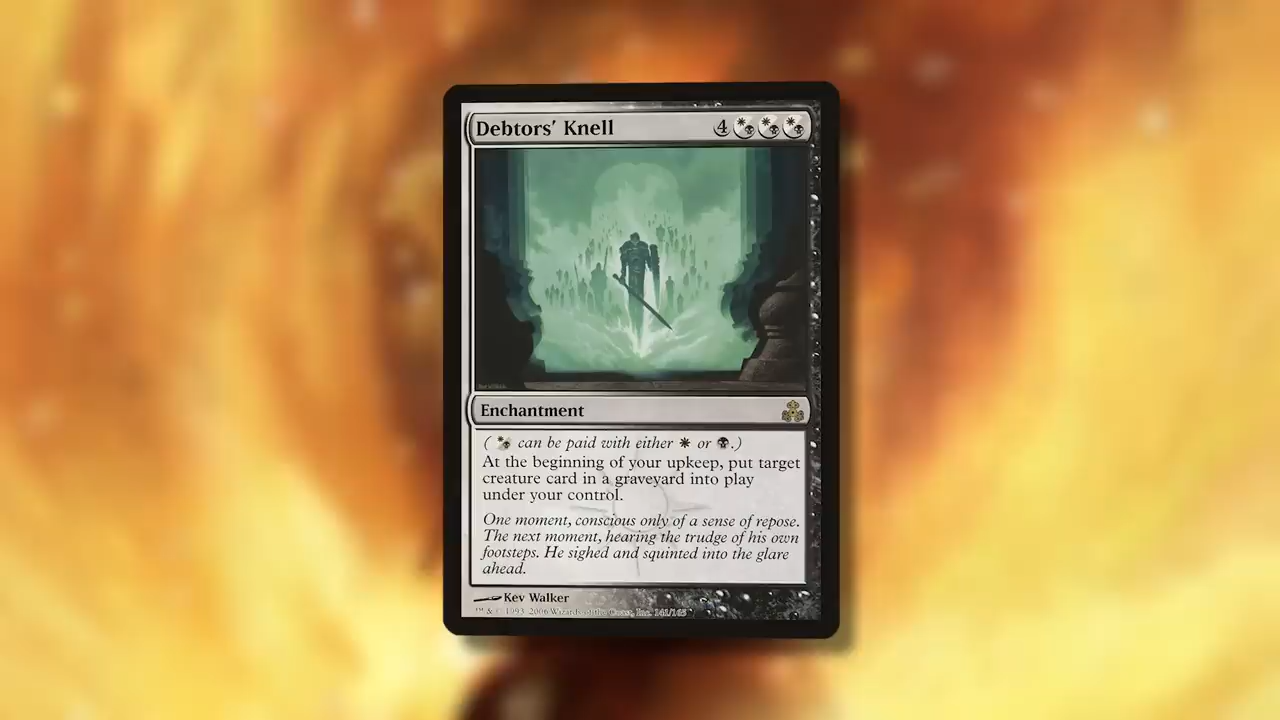 Debtors' Knell 4
Enchantment
( can be paid with either or .)
At the beginning of your upkeep, put target
creature card in a graveyard into play
under your control.
One moment, conscious only of a sense of repose.
The next moment, hearing the trudge of his own
footsteps. He sighed and squinted into the glare
ahead.
Kev Walker
™ & © 1993–2006 Wizards of the Coast, Inc. 141/165